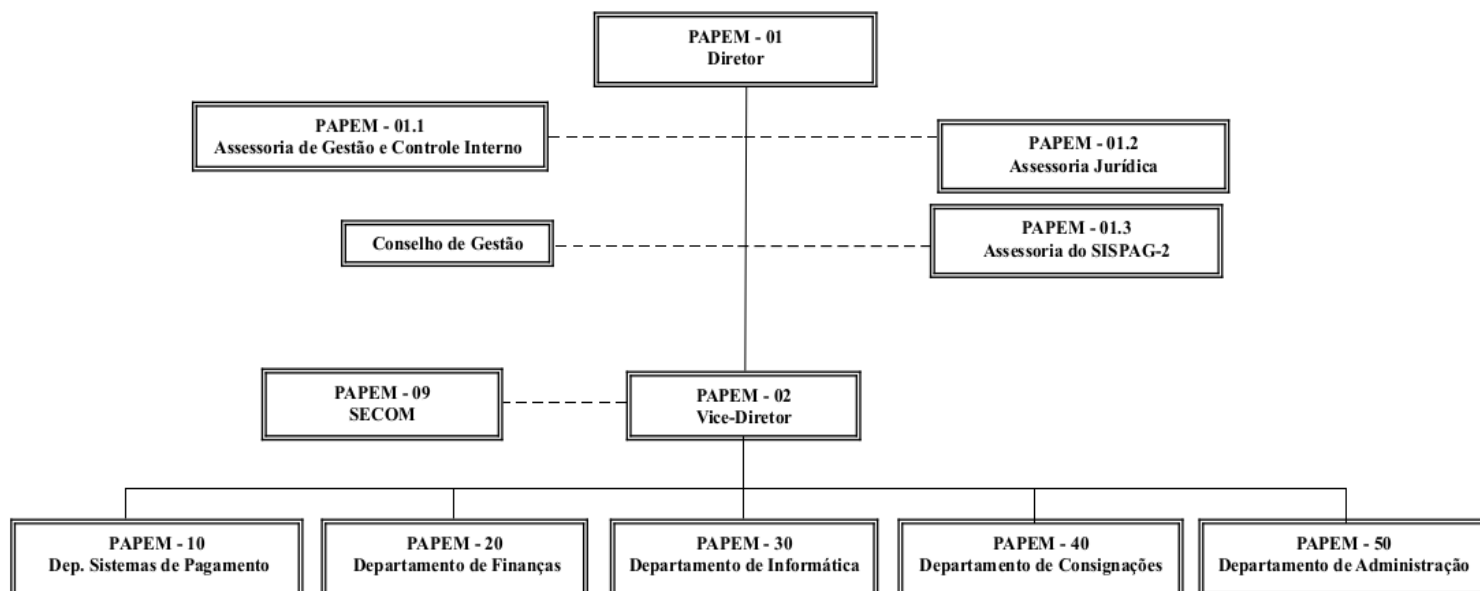 PAPEM - 01
Diretor
PAPEM - 01.1
Assessoria de Gestão e Controle Interno
PAPEM - 01.2
Assessoria Jurídica
Conselho de Gestão
PAPEM - 01.3
Assessoria do SISPAG-2
PAPEM - 09
SECOM
PAPEM - 02
Vice-Diretor
PAPEM - 10
Dep. Sistemas de Pagamento
PAPEM - 20
Departamento de Finanças
PAPEM - 30
Departamento de Informática
PAPEM - 40
Departamento de Consignações
PAPEM - 50
Departamento de Administração